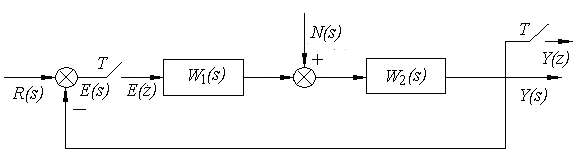 N(s)
T
T
+
W₁(s)
W₂(s)
Y(z)
R(s)
E(s)
E(z)
Y(s)
−